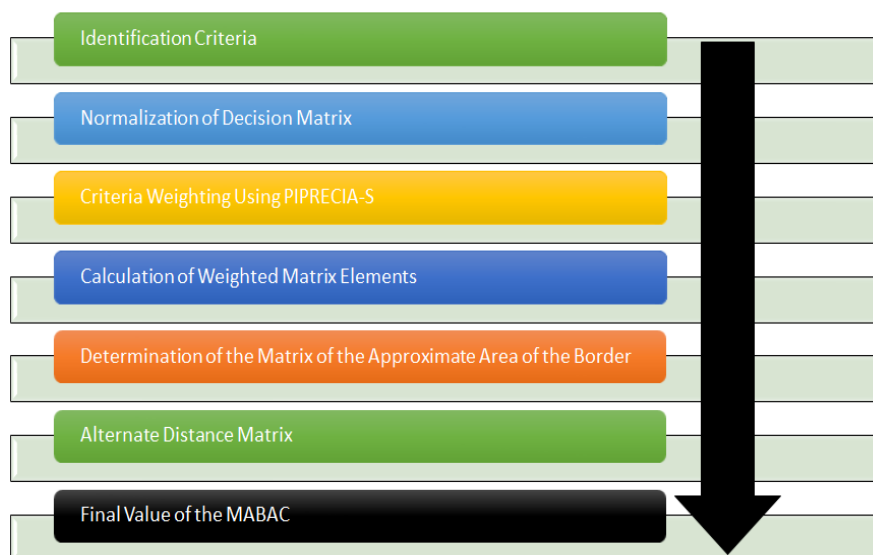 Identification Criteria
Normalization of Decision Matrix
Criteria Weighting Using PIPRECIA-S
Calculation of Weighted Matrix Elements
Determination of the Matrix of the Approximate Area of the Border
Alternate Distance Matrix
Final Value of the MABAC